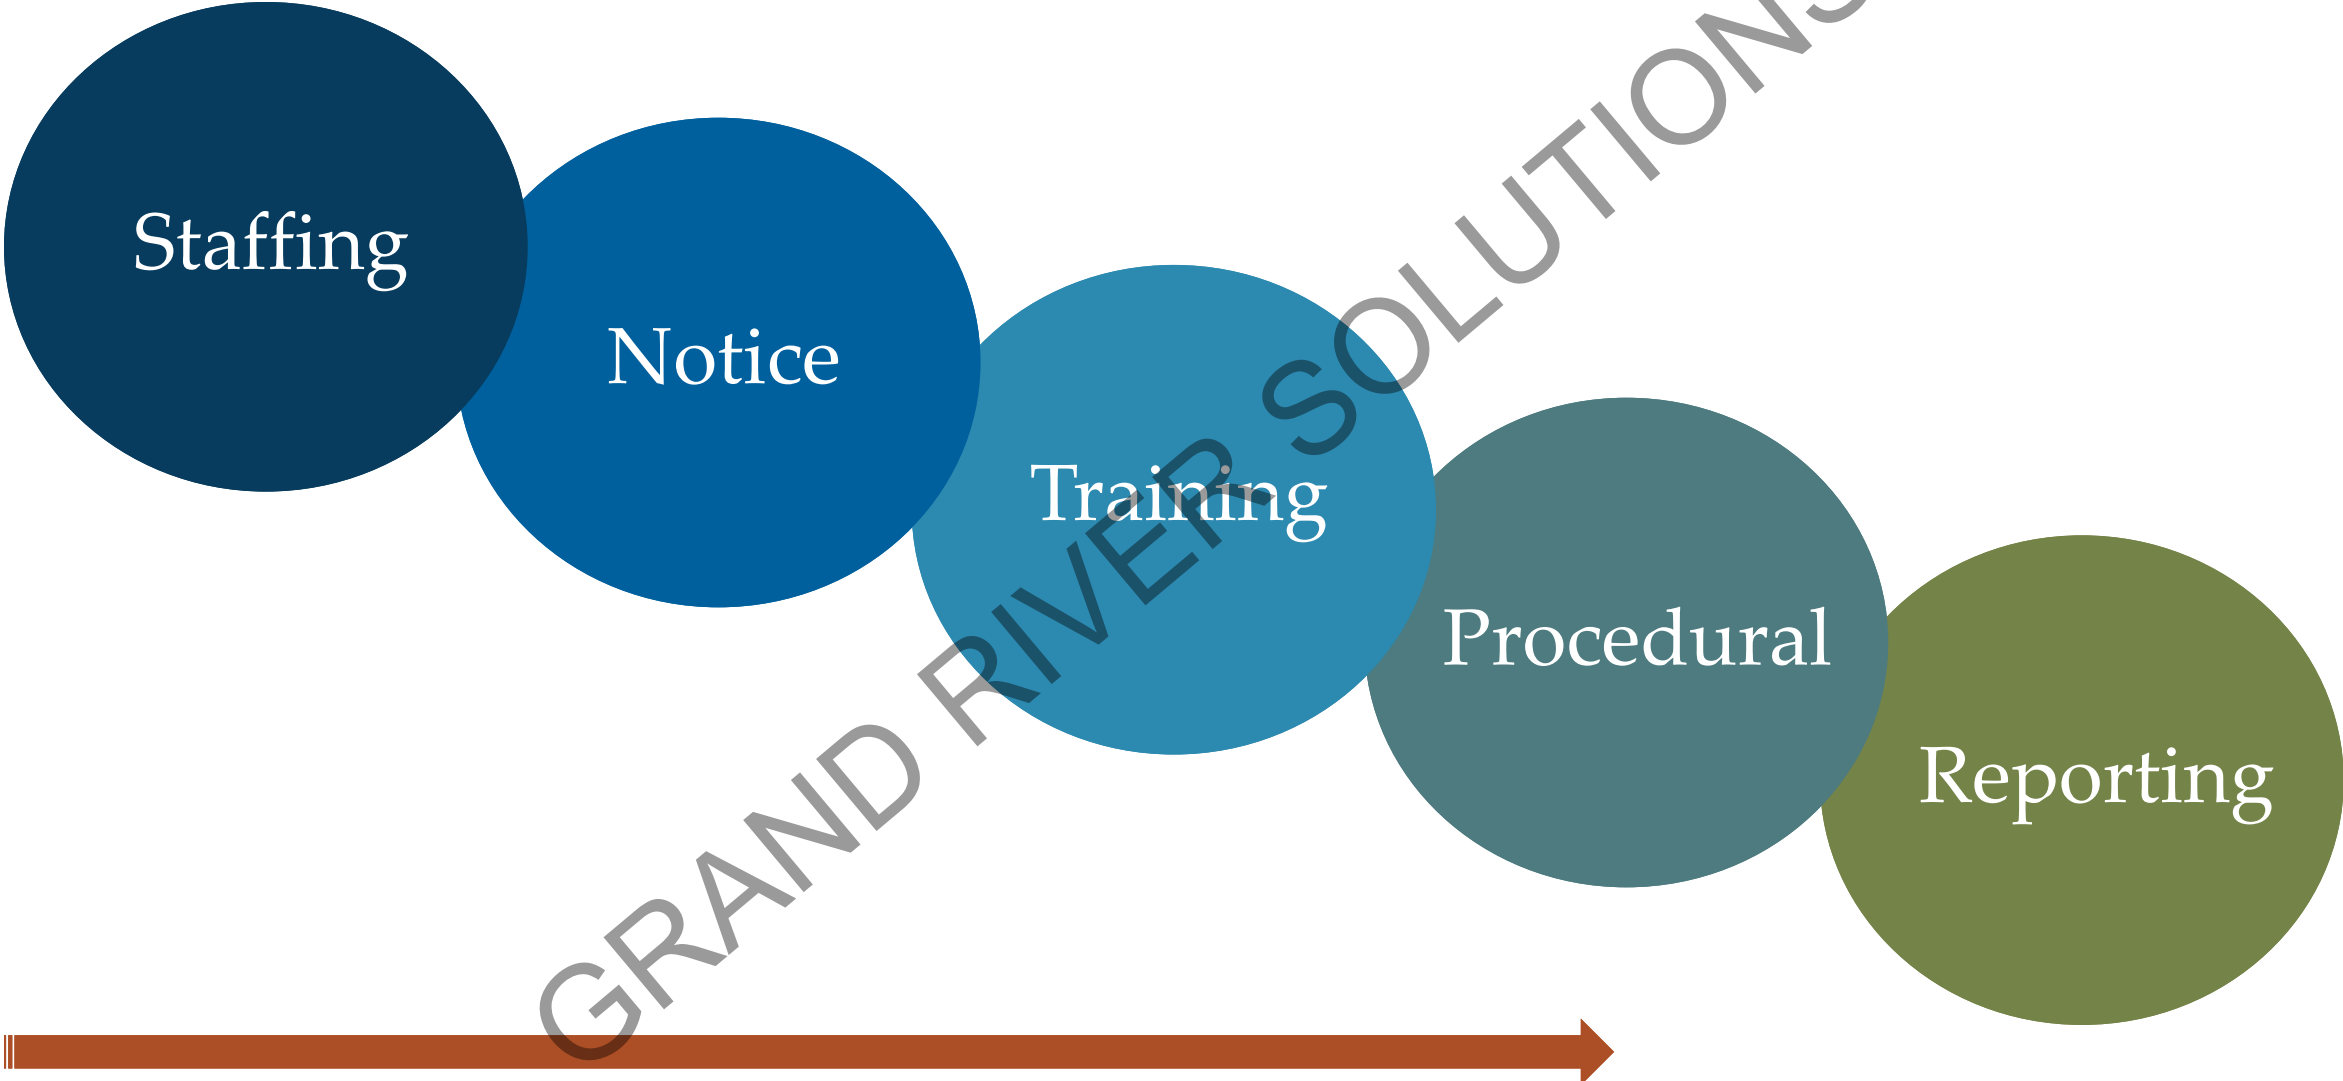 Staffing
Notice
Training
Procedural
Reporting
GRAND RIVER SOLUTIONS